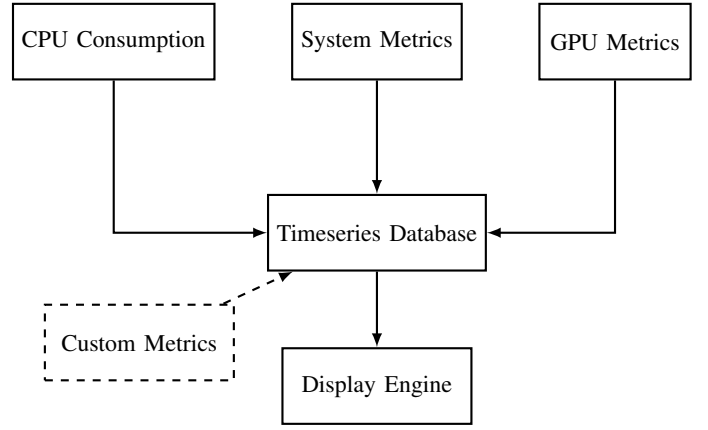 CPU Consumption
System Metrics
GPU Metrics
Timeseries Database
Custom Metrics
Display Engine